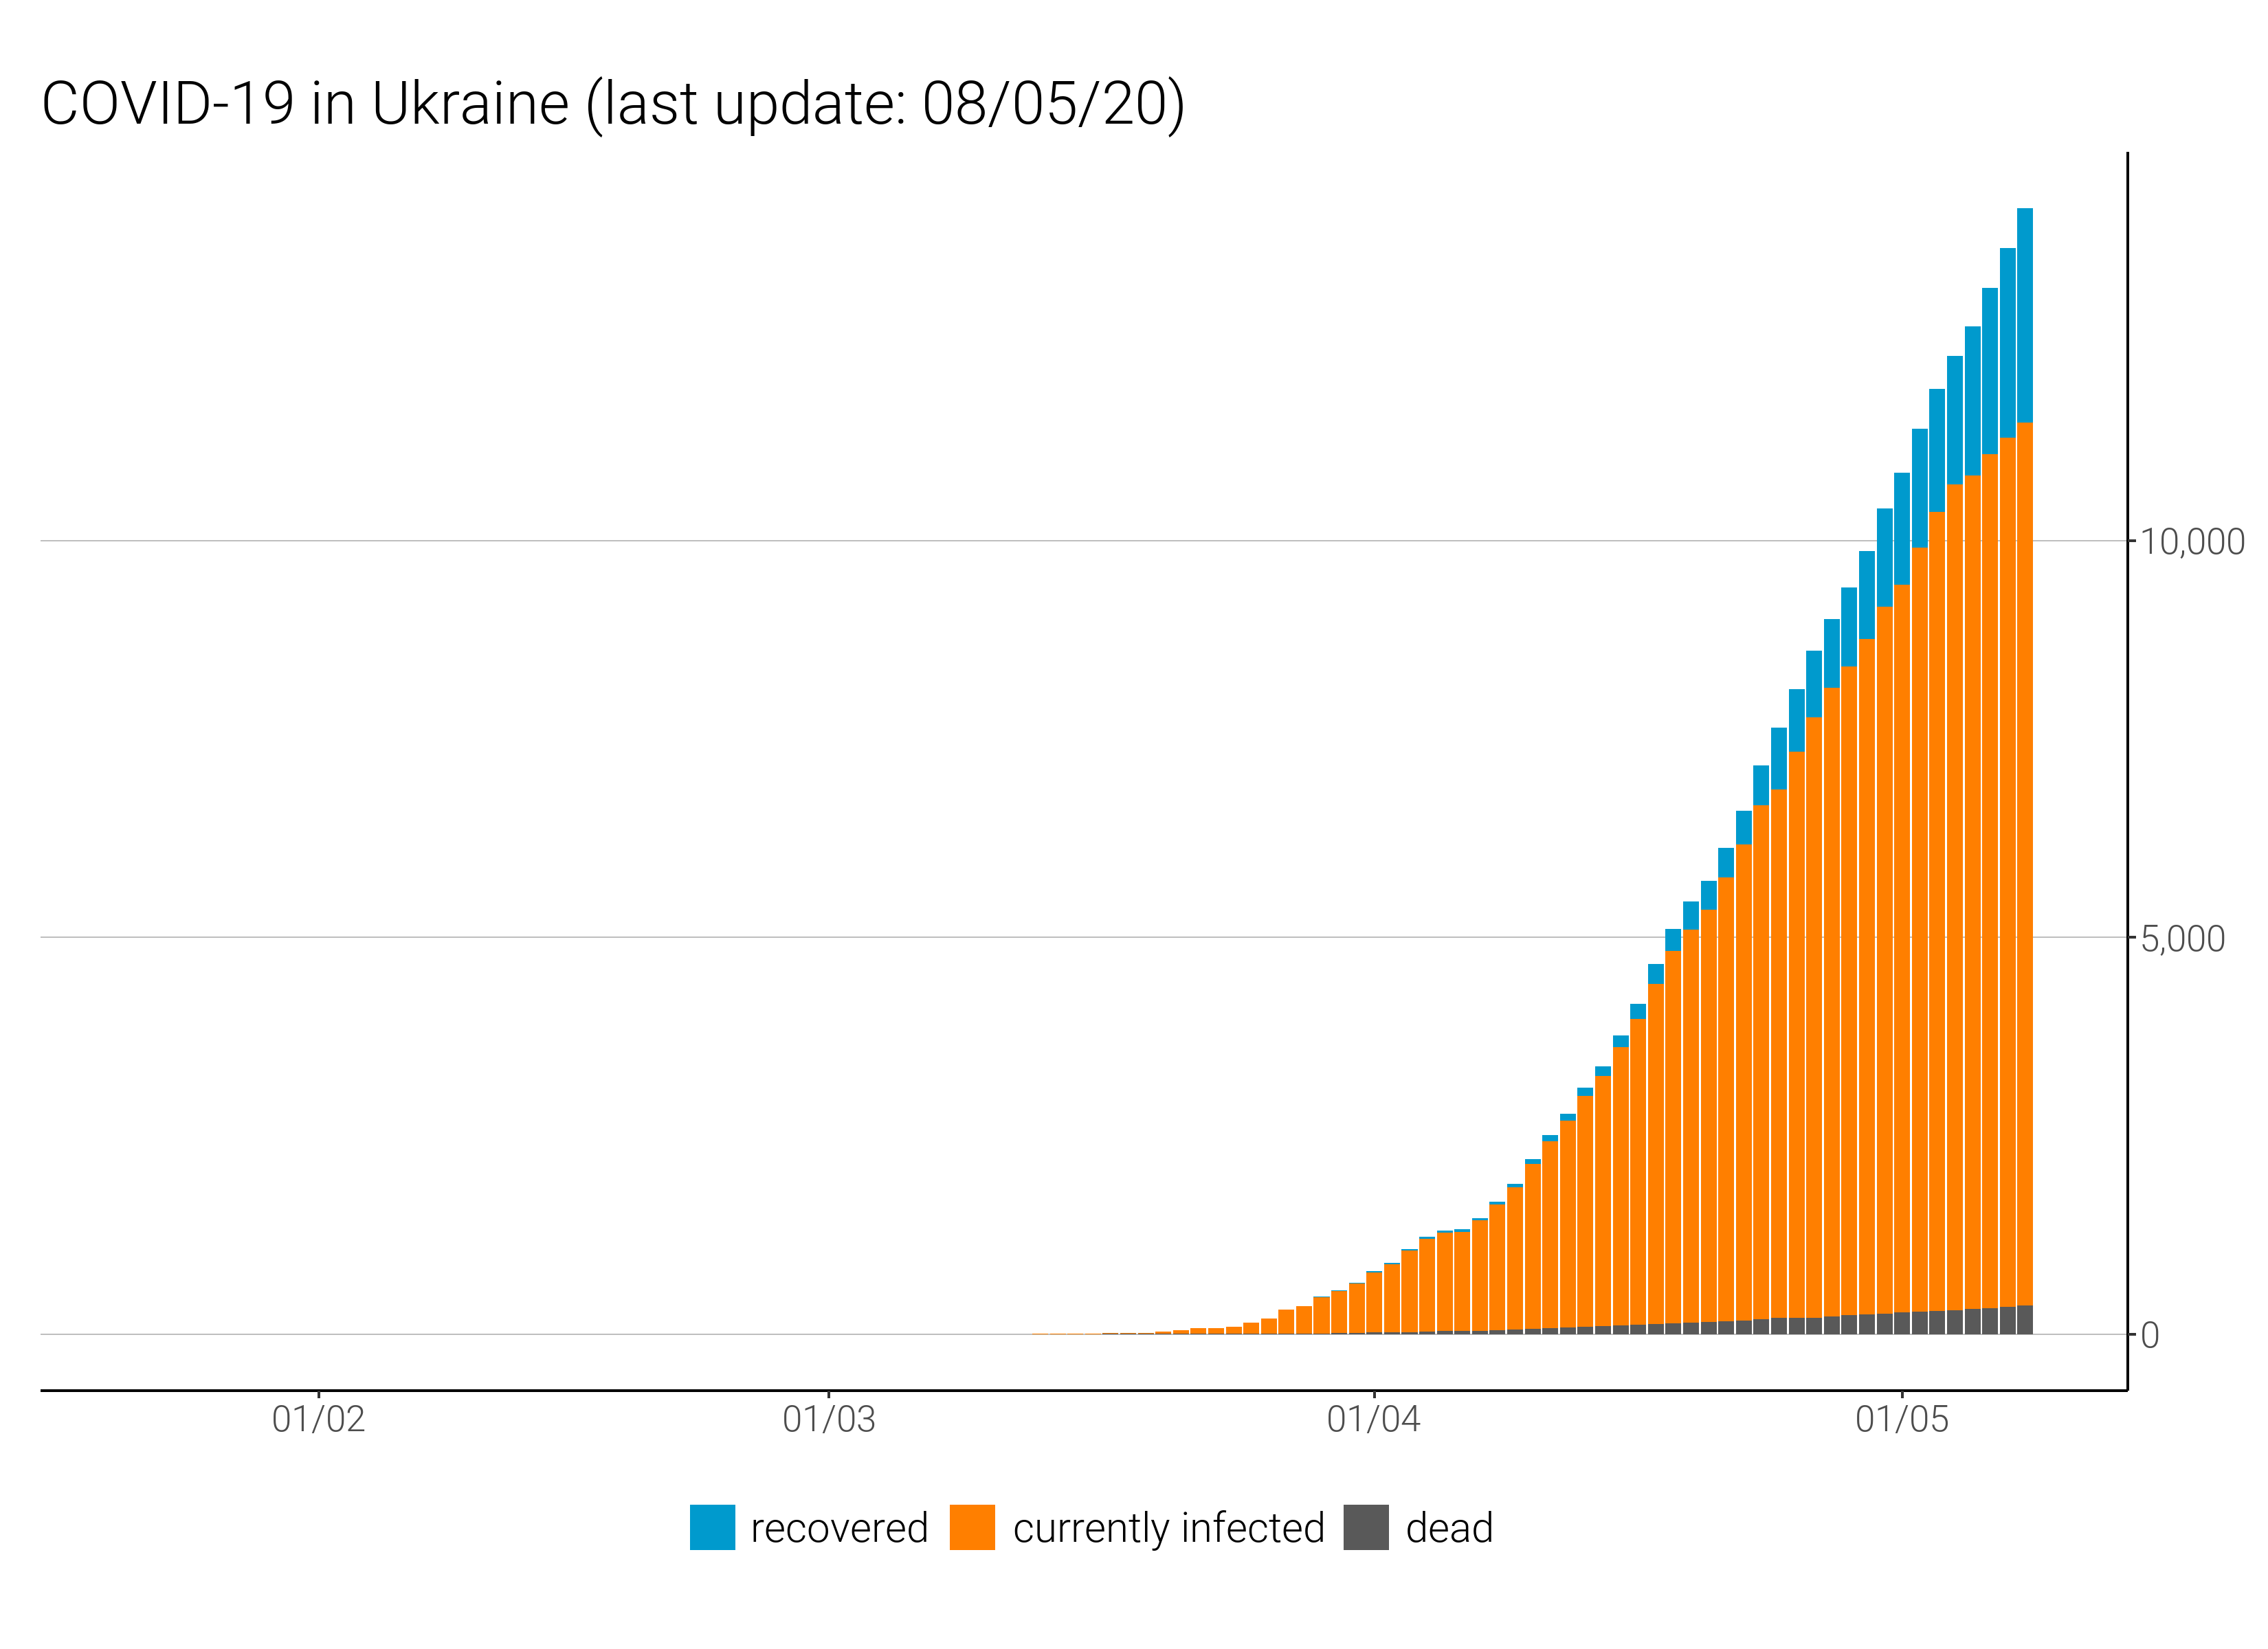 COVID-19 in Ukraine (last update: 08/05/20)
10,000
5,000
0
01/02 01/03 01/04 01/05
recovered currently infected dead